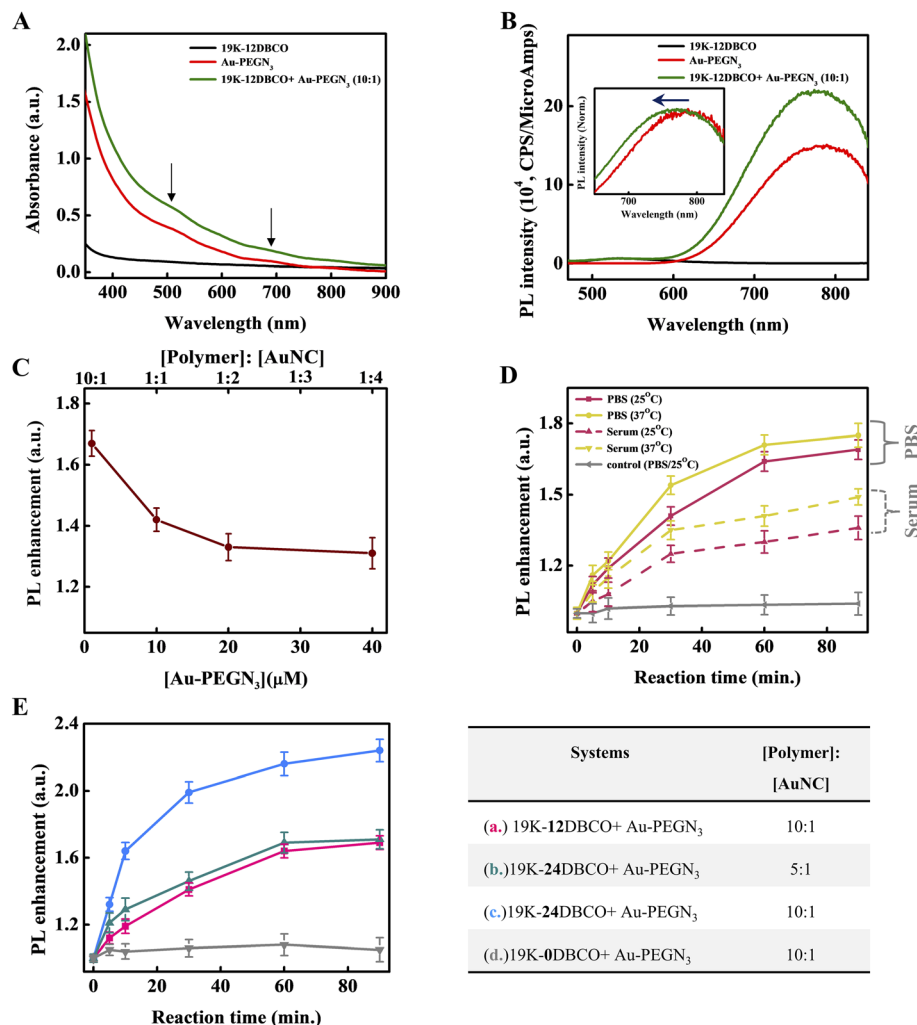 A
2.0
1.5
1.0
0.5
0.0
Absorbance (a.u.)
19K-12DBCO
Au-PEGN₃
19K-12DBCO+ Au-PEGN₃ (10:1)
400 500 600 700 800 900
Wavelength (nm)
B
PL intensity (10⁴, CPS/MicroAmps)
20
10
0
19K-12DBCO
Au-PEGN₃
19K-12DBCO+ Au-PEGN₃ (10:1)
PL intensity (Norm.)
700 800
Wavelength (nm)
500 600 700 800
Wavelength (nm)
C
[Polymer]: [AuNC]
10:1 1:1 1:2 1:3 1:4
1.8
1.6
1.4
1.2
PL enhancement (a.u.)
0 10 20 30 40
[Au-PEGN₃](μM)
D
PBS (25°C)
PBS (37°C)
Serum (25°C)
Serum (37°C)
control (PBS/25°C)
1.8
1.5
1.2
PL enhancement (a.u.)
PBS
Serum
0 20 40 60 80
Reaction time (min.)
E
2.4
2.0
1.6
1.2
PL enhancement (a.u.)
0 20 40 60 80
Reaction time (min.)
Systems [Polymer]:
[AuNC]
(a.) 19K-12DBCO+ Au-PEGN₃ 10:1
(b.)19K-24DBCO+ Au-PEGN₃ 5:1
(c.)19K-24DBCO+ Au-PEGN₃ 10:1
(d.)19K-0DBCO+ Au-PEGN₃ 10:1